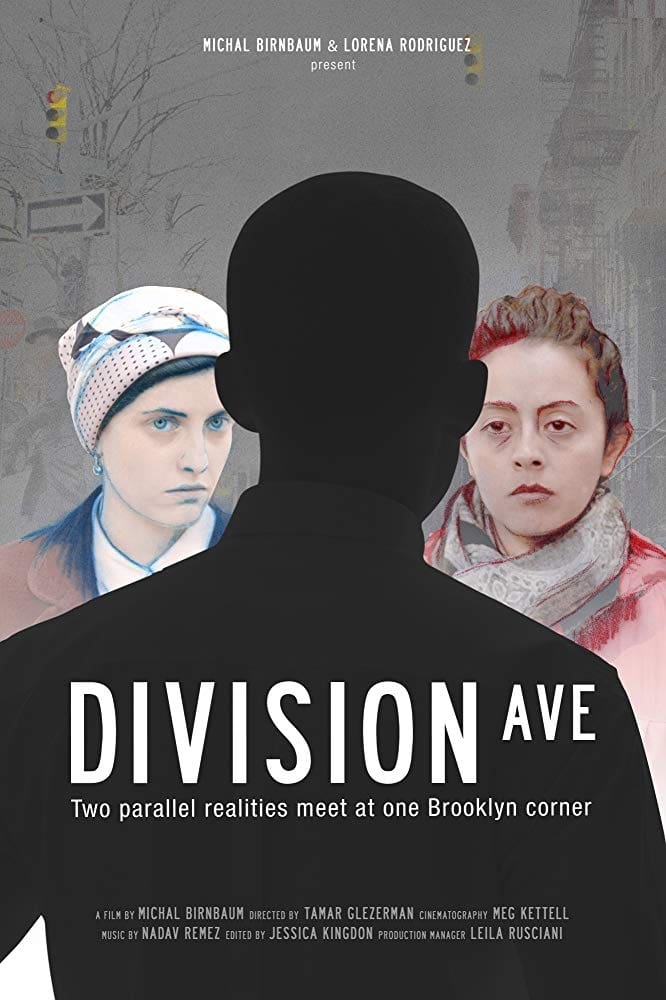 MICHAL BIRNBAUM & LORENA RODRIGUEZ
present
DIVISION AVE
Two parallel realities meet at one Brooklyn corner
A FILM BY MICHAL BIRNBAUM DIRECTED BY TAMAR GLEZERMAN CINEMATOGRAPHY MEG KETTELL
MUSIC BY NADAV REMEZ EDITED BY JESSICA KINGDON PRODUCTION MANAGER LEILA RUSCIANI